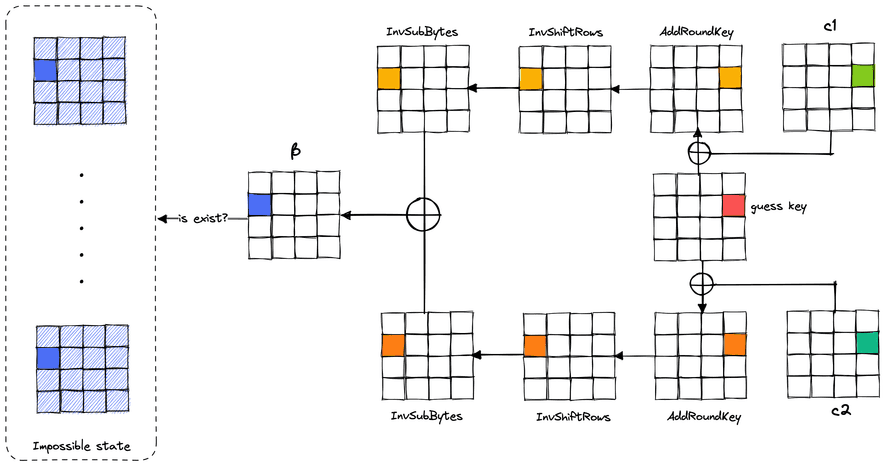 c1
InvSubBytes
InvShiftRows
AddRoundKey
β
guess key
is exist?
InvSubBytes
InvShiftRows
AddRoundKey
c2
Impossible state